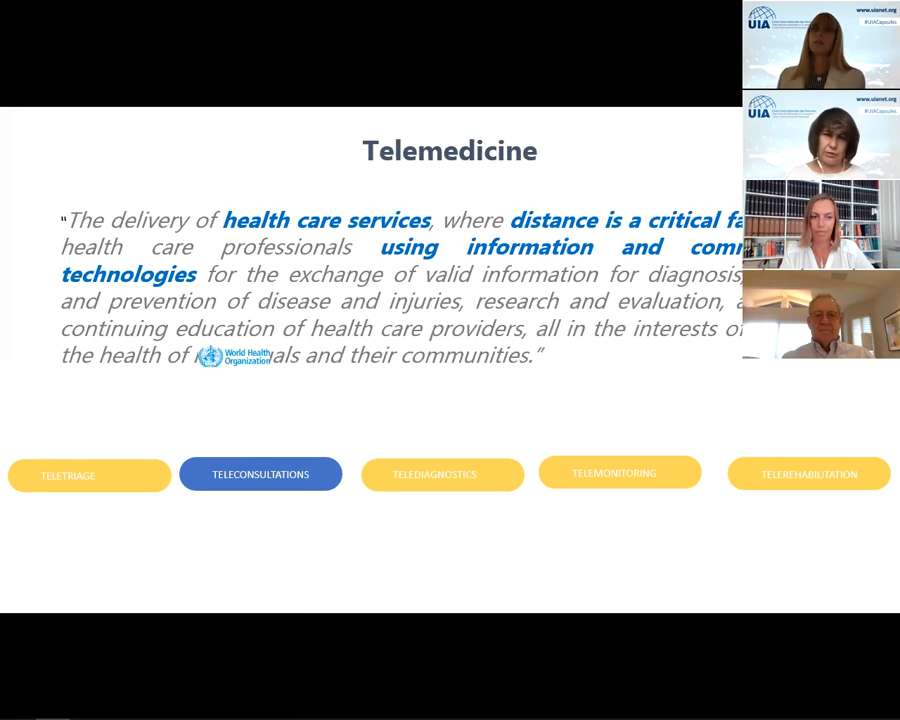 Telemedicine
"The delivery of health care services, where distance is a critical fa
health care professionals using information and comm
technologies for the exchange of valid information for diagnosis,
and prevention of disease and injuries, research and evaluation, a
continuing education of health care providers, all in the interests of
the health of als and their communities."
World Health
Organization
TELETRIAGE
TELECONSULTATIONS
TELEDIAGNOSTICS
TELEMONITORING
TELEREHABILITATION
UIA
www.uianet.org
#UIACapsules
UIA
www.uianet.org
#UIACapsules